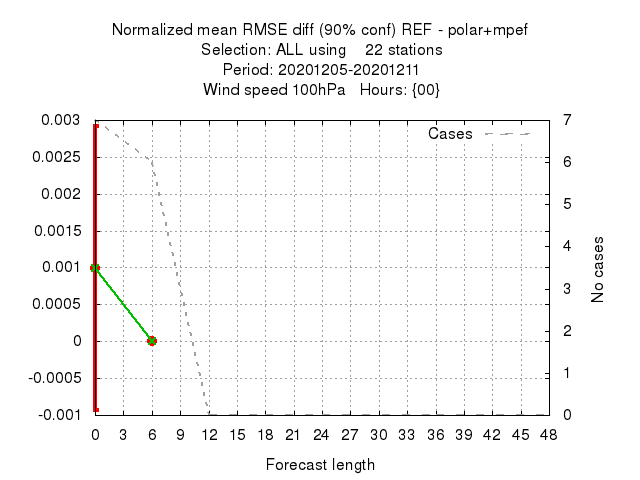 Normalized mean RMSE diff (90% conf) REF - polar+mpef
Selection: ALL using 22 stations
Period: 20201205-20201211
Wind speed 100hPa Hours: {00}
0.003
0.0025
0.002
0.0015
0.001
0.0005
0
-0.0005
-0.001
Cases
7
6
5
4
3
2
1
0
No cases
0 3 6 9 12 15 18 21 24 27 30 33 36 39 42 45 48
Forecast length